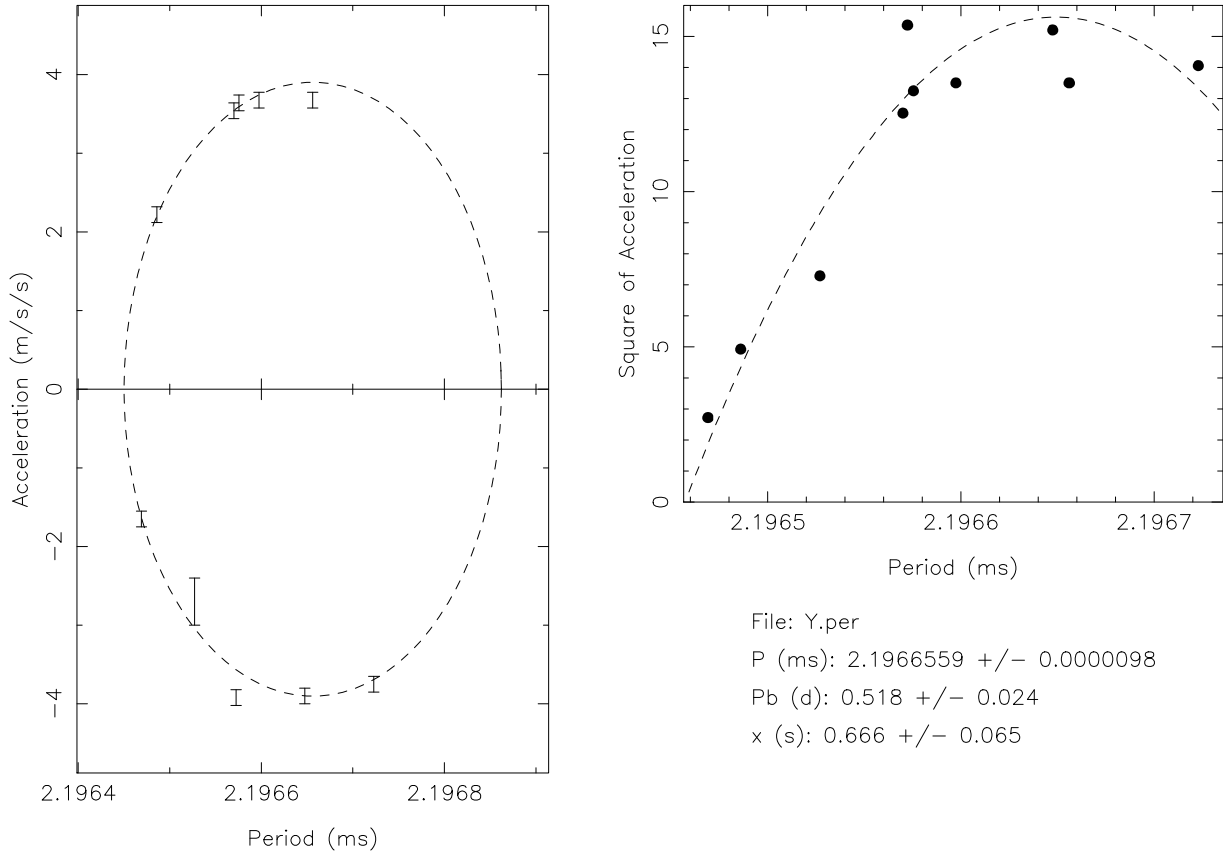 4
2
0
−2
−4
Acceleration (m/s/s)
2.1964
2.1966
2.1968
Period (ms)
15
10
5
0
Square of Acceleration
2.1965
2.1966
2.1967
Period (ms)
File: Y.per
P (ms): 2.1966559 +/− 0.0000098
Pb (d): 0.518 +/− 0.024
x (s): 0.666 +/− 0.065